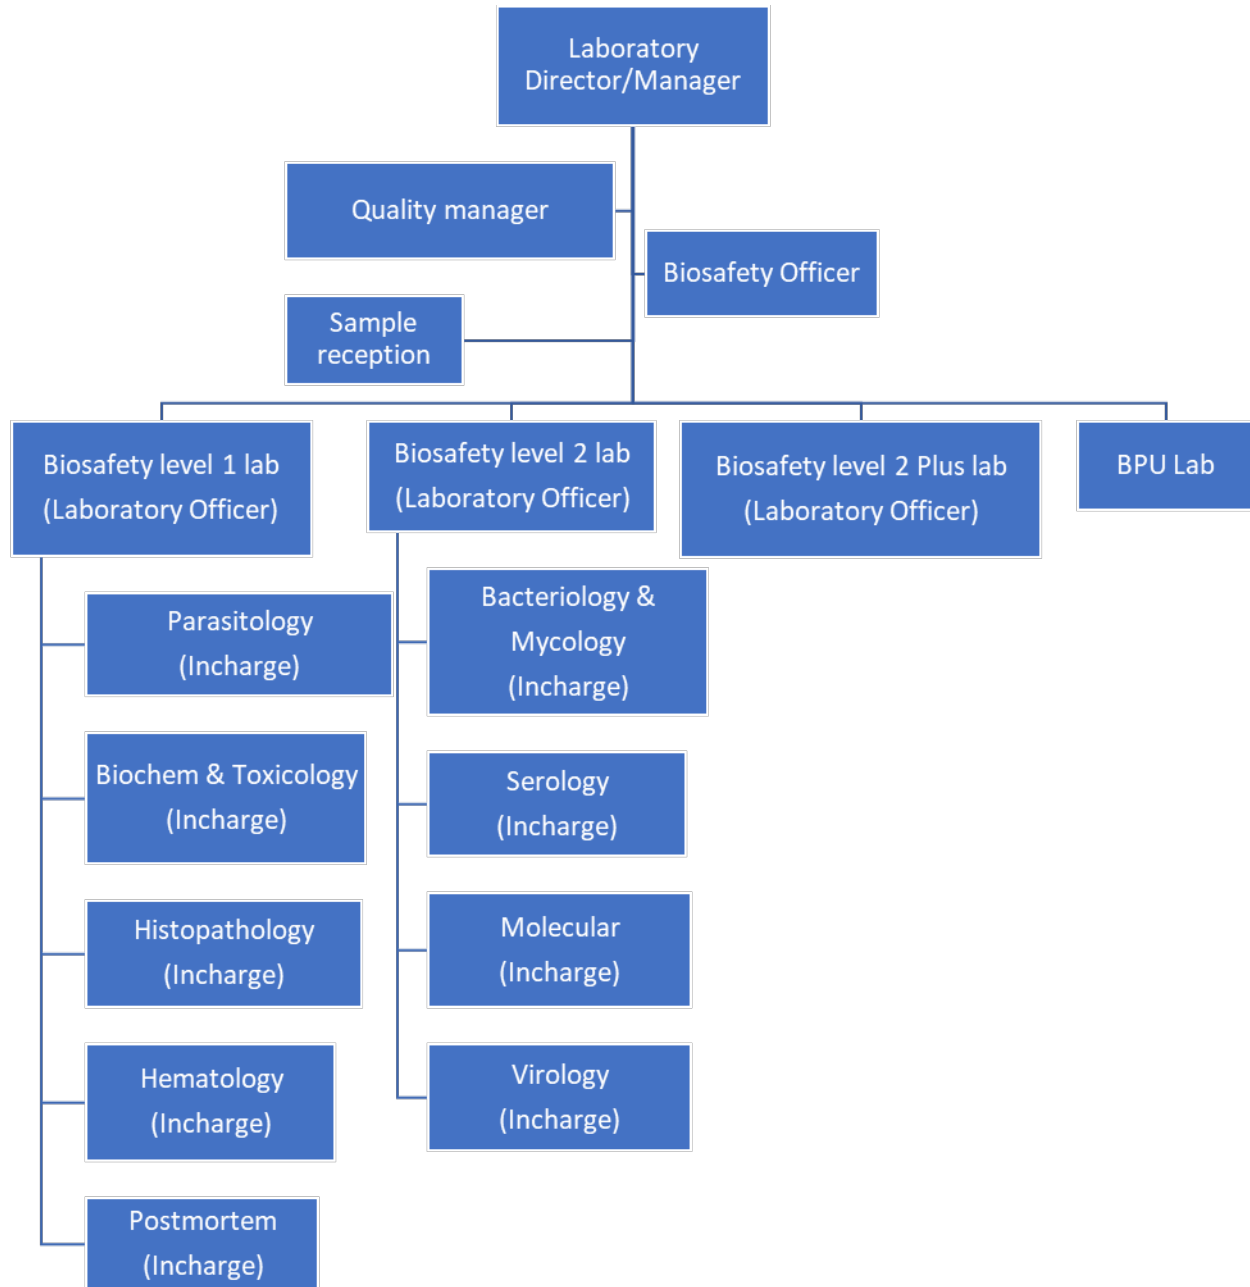 Laboratory
Director/Manager
Quality manager
Biosafety Officer
Sample
reception
Biosafety level 1 lab
(Laboratory Officer)
Biosafety level 2 lab
(Laboratory Officer)
Biosafety level 2 Plus lab
(Laboratory Officer)
BPU Lab
Parasitology
(Incharge)
Biochem & Toxicology
(Incharge)
Histopathology
(Incharge)
Hematology
(Incharge)
Postmortem
(Incharge)
Bacteriology &
Mycology
(Incharge)
Serology
(Incharge)
Molecular
(Incharge)
Virology
(Incharge)